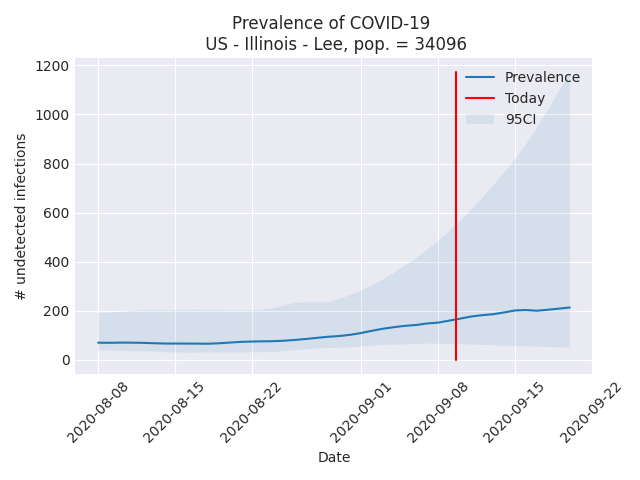 Prevalence of COVID-19
US - Illinois - Lee, pop. = 34096
Prevalence
Today
95CI
1200
1000
800
600
400
200
0
# undetected infections
2020-08-08
2020-08-15
2020-08-22
2020-09-01
2020-09-08
2020-09-15
2020-09-22
Date